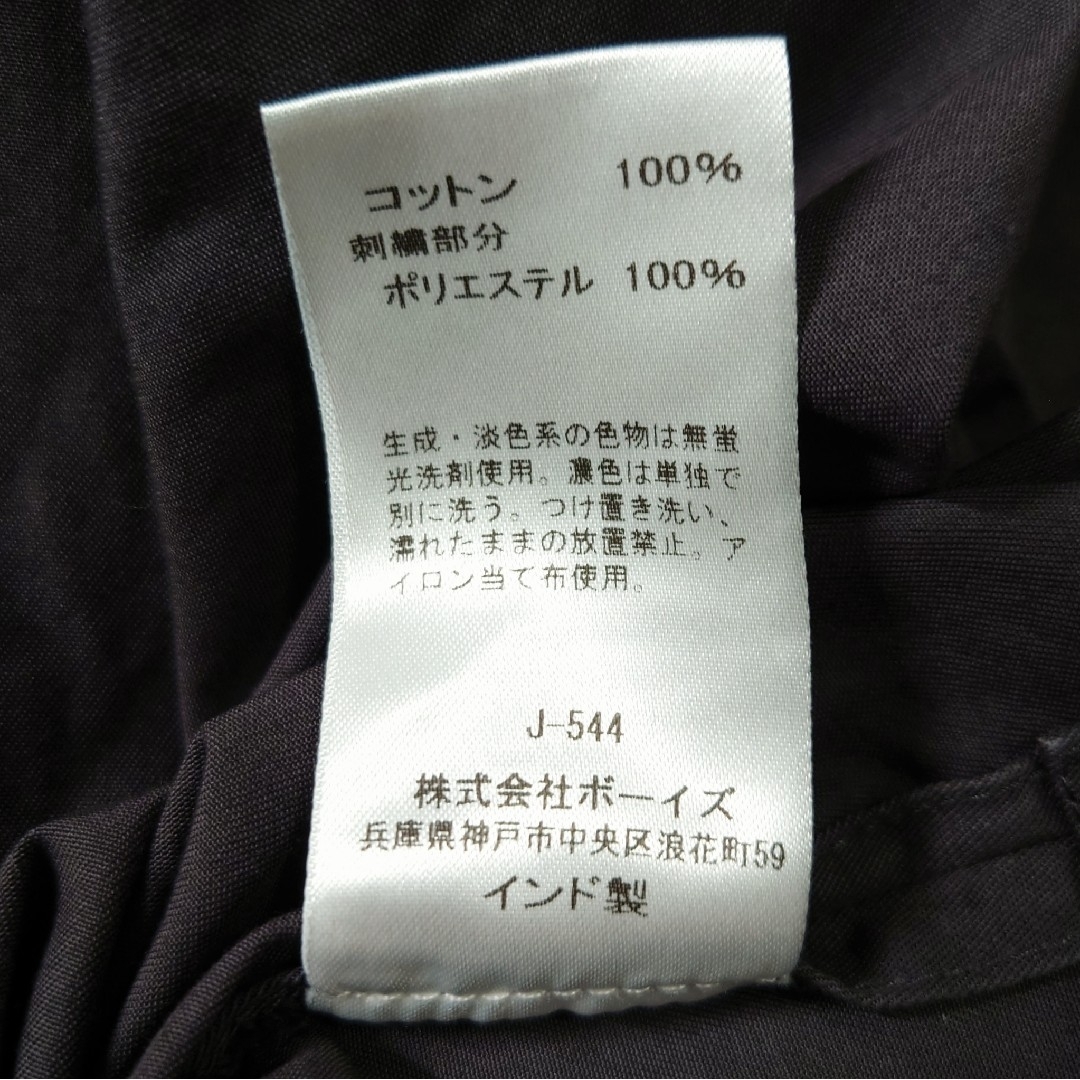 コットン 100%
刺繍部分
ポリエステル 100%
生成・淡色系の色物は無蛍
光洗剤使用。濃色は単独で
別に洗う。つけ置き洗い、
濡れたままの放置禁止。ア
イロン当て布使用。
J-544
株式会社ボーイズ
兵庫県神戸市中央区浪花町59
インド製